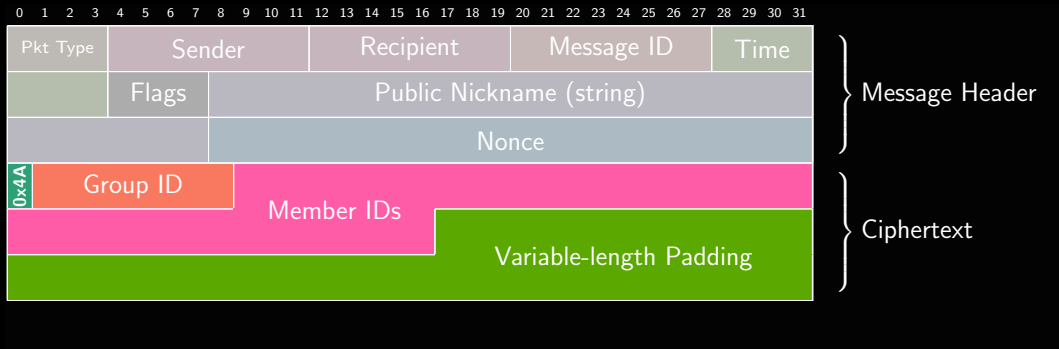 0 1 2 3 4 5 6 7 8 9 10 11 12 13 14 15 16 17 18 19 20 21 22 23 24 25 26 27 28 29 30 31
Pkt Type Sender Recipient Message ID Time
Flags Public Nickname (string)
Message Header
Nonce
0x4A Group ID
Member IDs
Ciphertext
Variable-length Padding